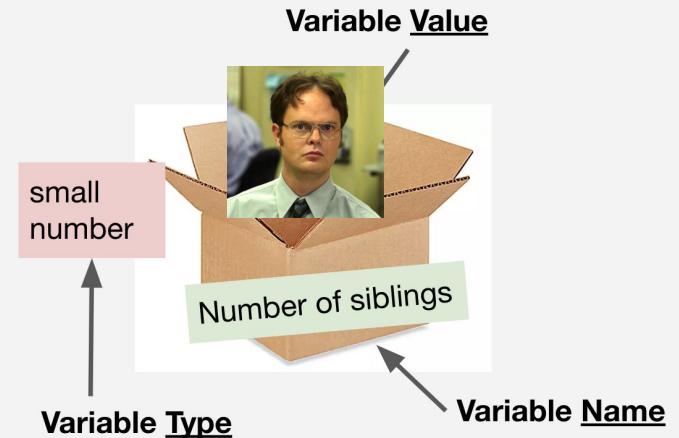 Variable Value
small
number
Number of siblings
Variable Name
Variable Type